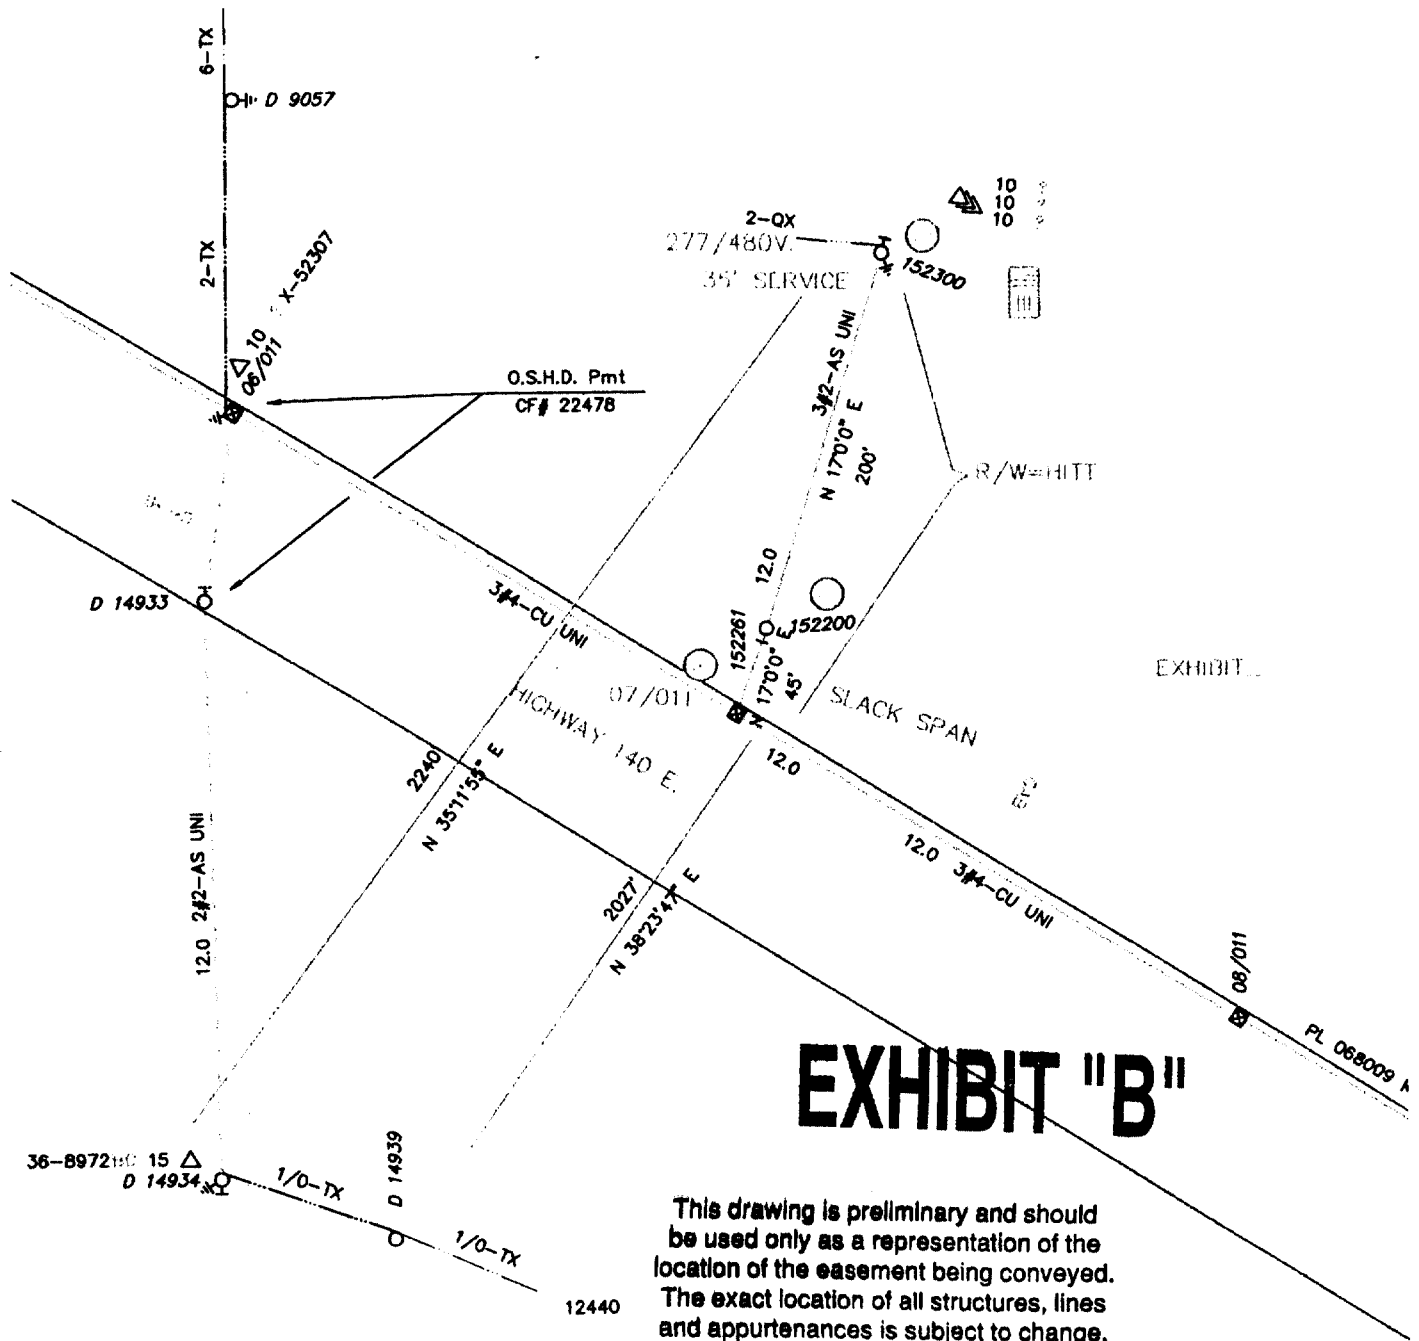 6-TX
D 9057
2-TX
X-52307
10
06/011
O.S.H.D. Pmt
CF# 22478
2-QX
277/480V.
35' SERVICE
10
10
10
152300
3#2-AS UNI
N 17°0'0" E
200'
R/W=HITT
12.0
D 14933
3#4-CU UNI
152261
152200
N 17°0'0" E
45'
07/011
SLACK SPAN
EXHIBIT
HIGHWAY 140 E.
12.0
2240
N 35°11'55" E
12.0 3#4-CU UNI
2027'
N 38°23'47" E
12.0 2#2-AS UNI
08/011
PL 068009
EXHIBIT "B"
36-8972
15
D 14934
1/0-TX
D 14939
1/0-TX
12440
This drawing is preliminary and should
be used only as a representation of the
location of the easement being conveyed.
The exact location of all structures, lines
and appurtenances is subject to change.